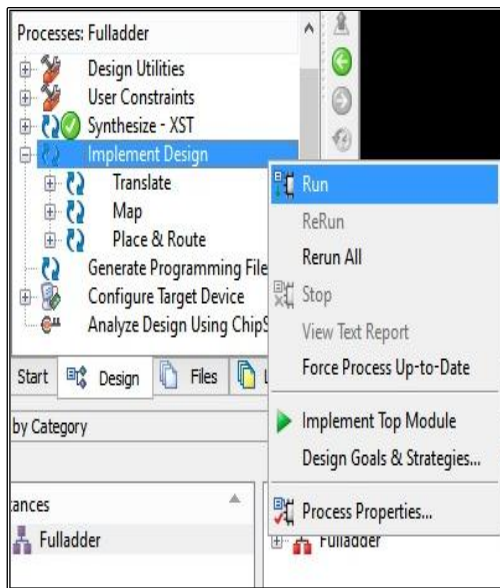 Processes: Fulladder
Design Utilities
User Constraints
Synthesize - XST
Implement Design
Translate
Map
Place & Route
Generate Programming File
Configure Target Device
Analyze Design Using ChipS
Run
ReRun
Rerun All
Stop
View Text Report
Force Process Up-to-Date
Implement Top Module
Design Goals & Strategies...
Process Properties...
Start Design Files L
by Category
tances
Fulladder
Fulladder